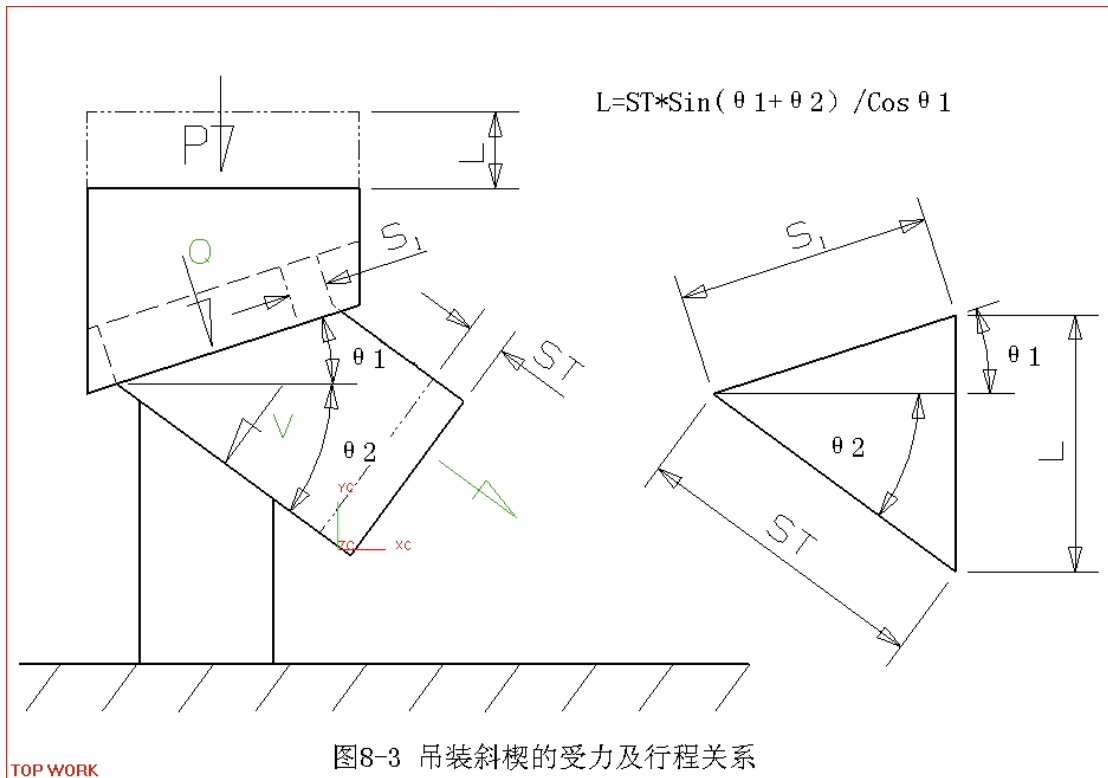 L=ST*Sin(θ1+θ2)/Cosθ1
P
L
Q
S₁
θ1
ST
V
θ2
YC
ZC
XC
S₁
θ1
L
θ2
ST
图8-3 吊装斜楔的受力及行程关系
TOP WORK